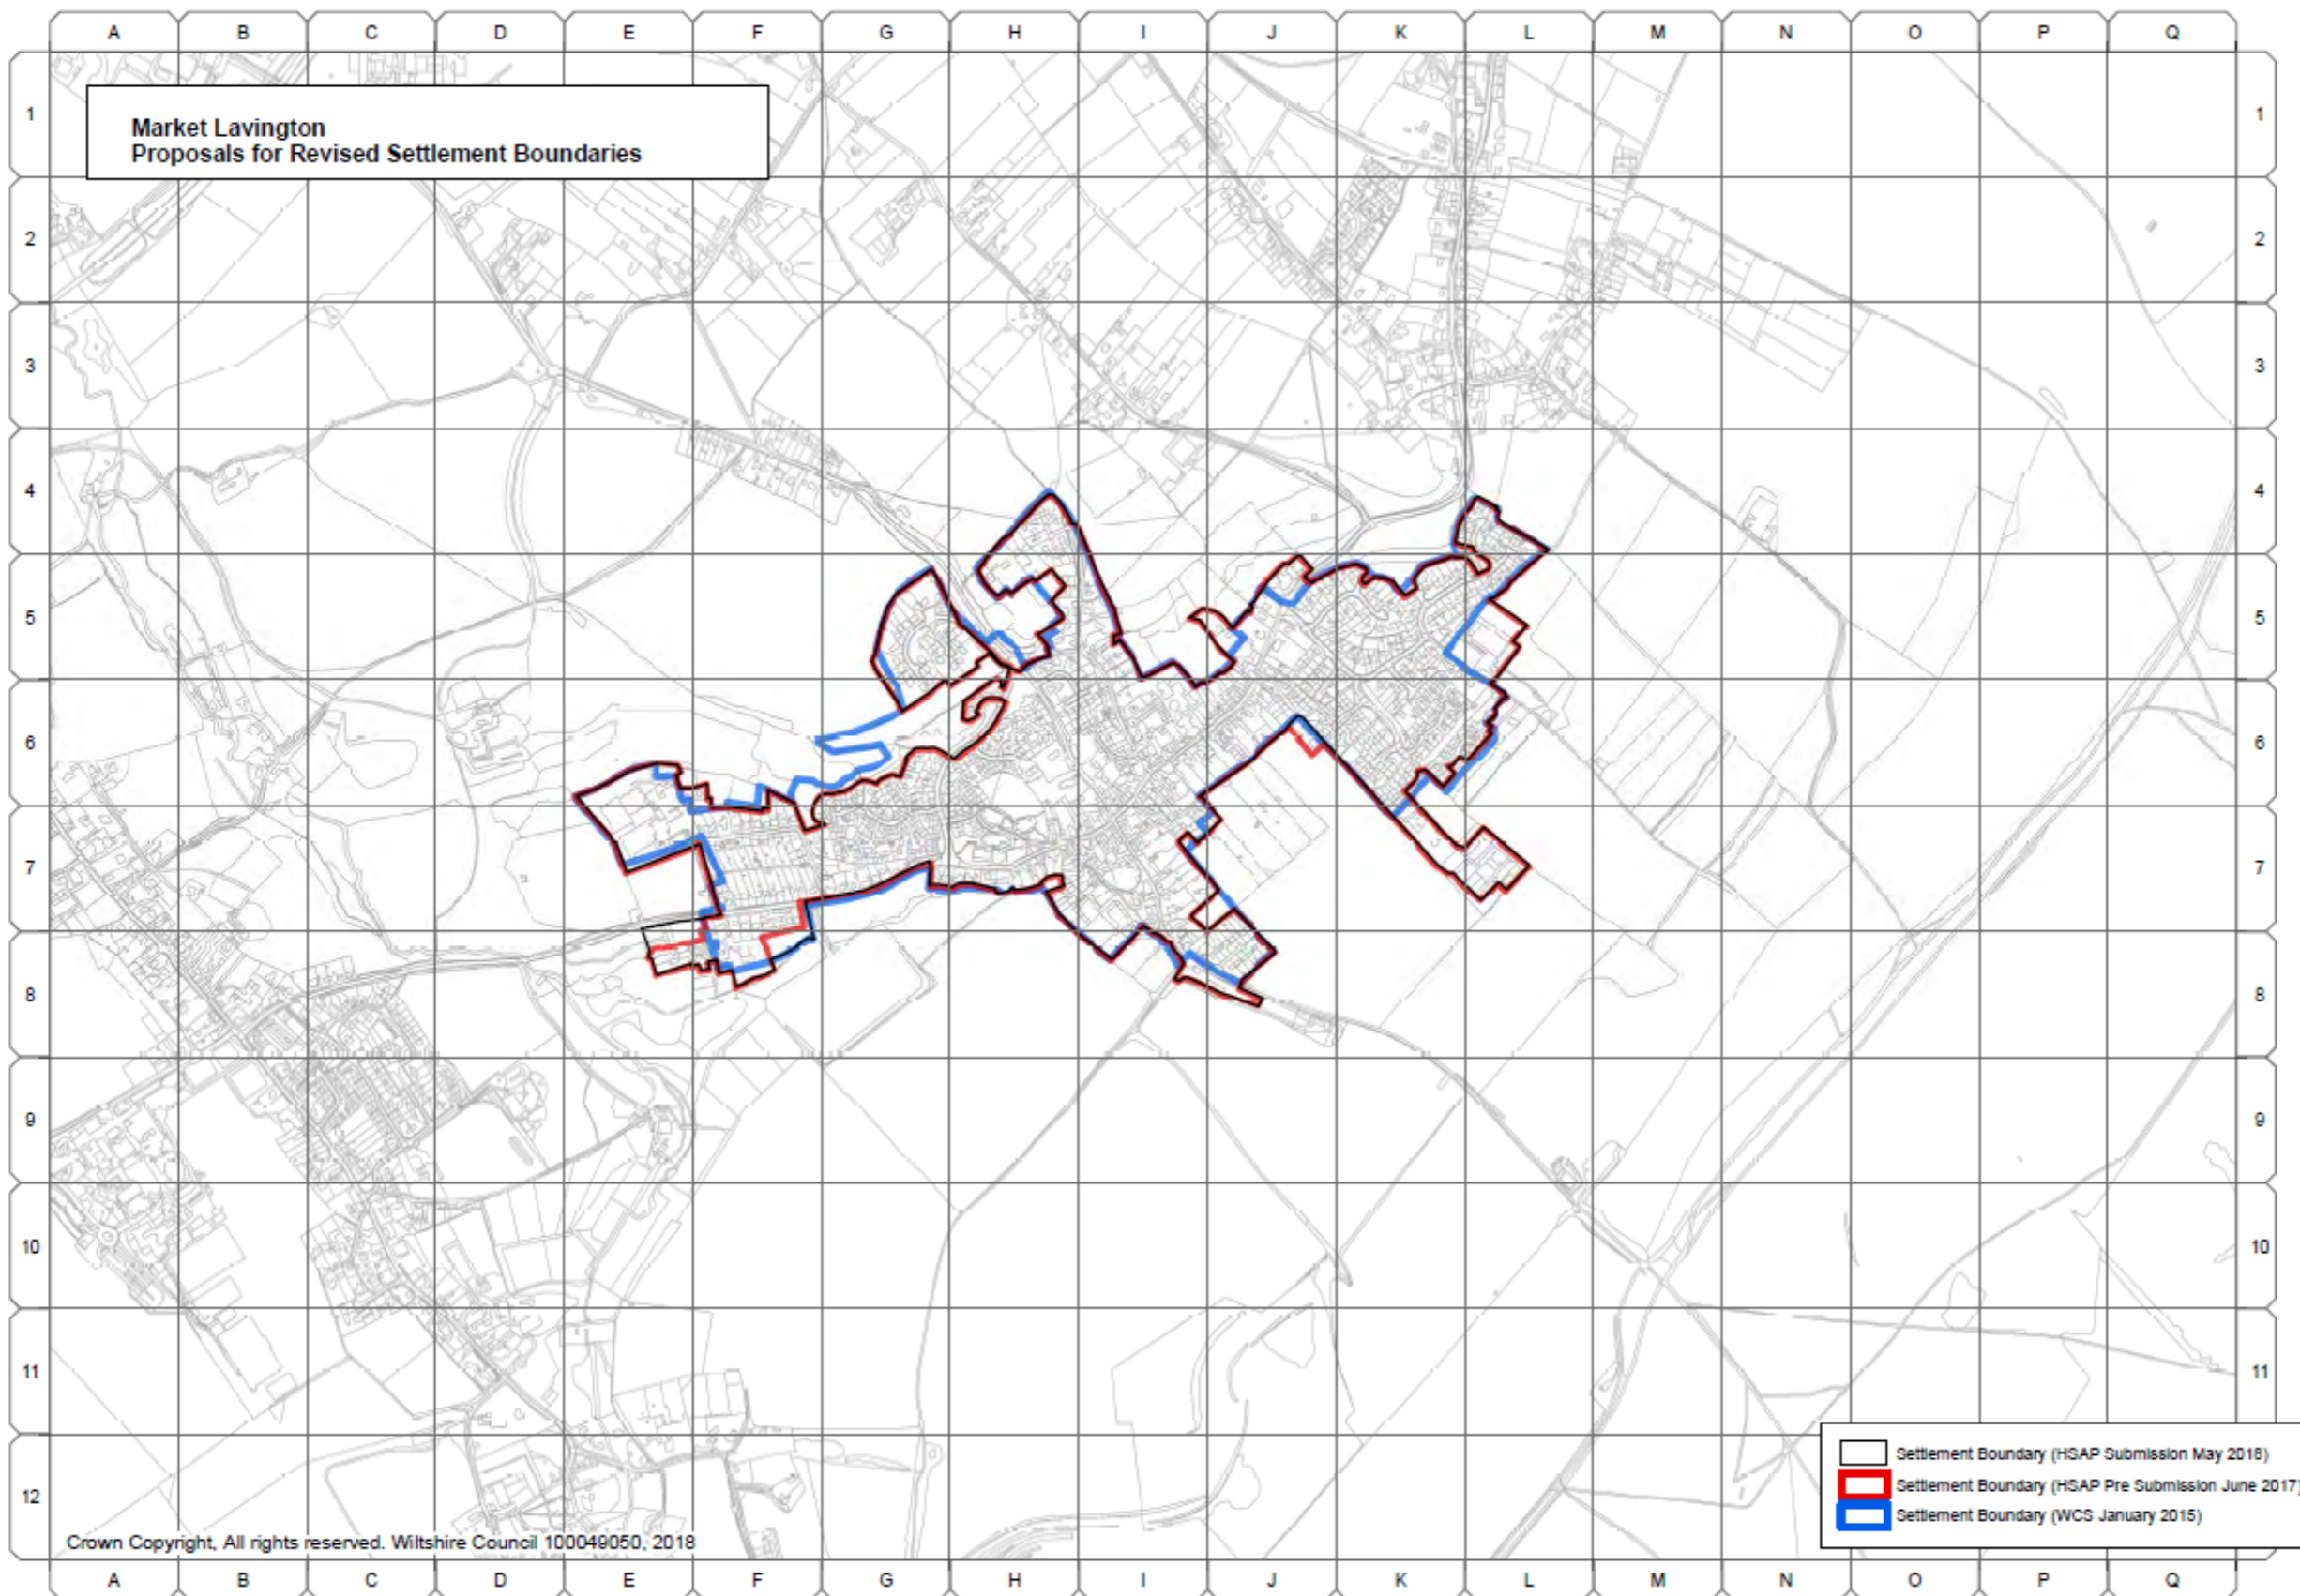 A B C D E F G H I J K L M N O P Q
Market Lavington
Proposals for Revised Settlement Boundaries
1 1
2 2
3 3
4 4
5 5
6 6
7 7
8 8
9 9
10 10
11 11
Settlement Boundary (HSAP Submission May 2018)
Settlement Boundary (HSAP Pre Submission June 2017)
Settlement Boundary (WCS January 2015)
12
Crown Copyright, All rights reserved. Wiltshire Council 100049050, 2018
A B C D E F G H I J K L M N O P Q